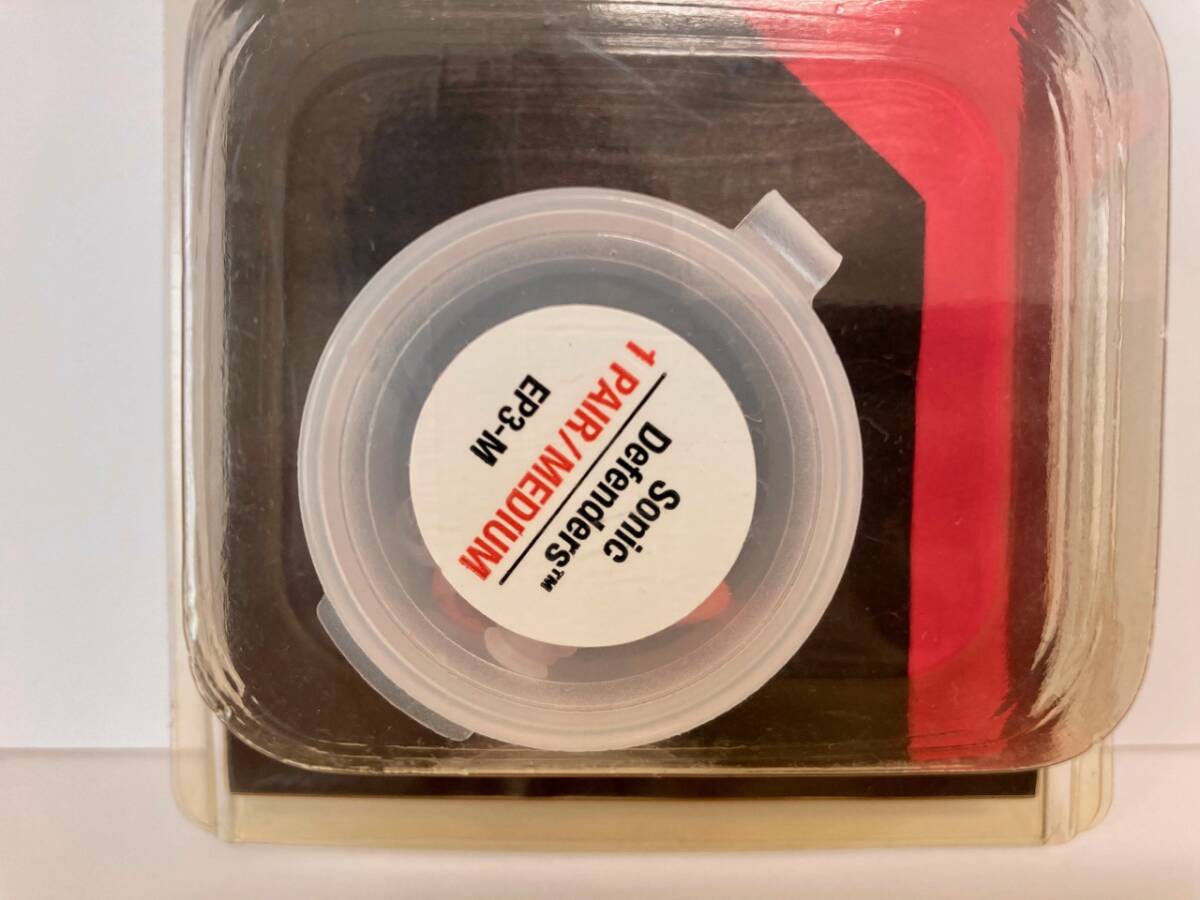 Sonic
Defenders™
1 PAIR/MEDIUM
EP3-M